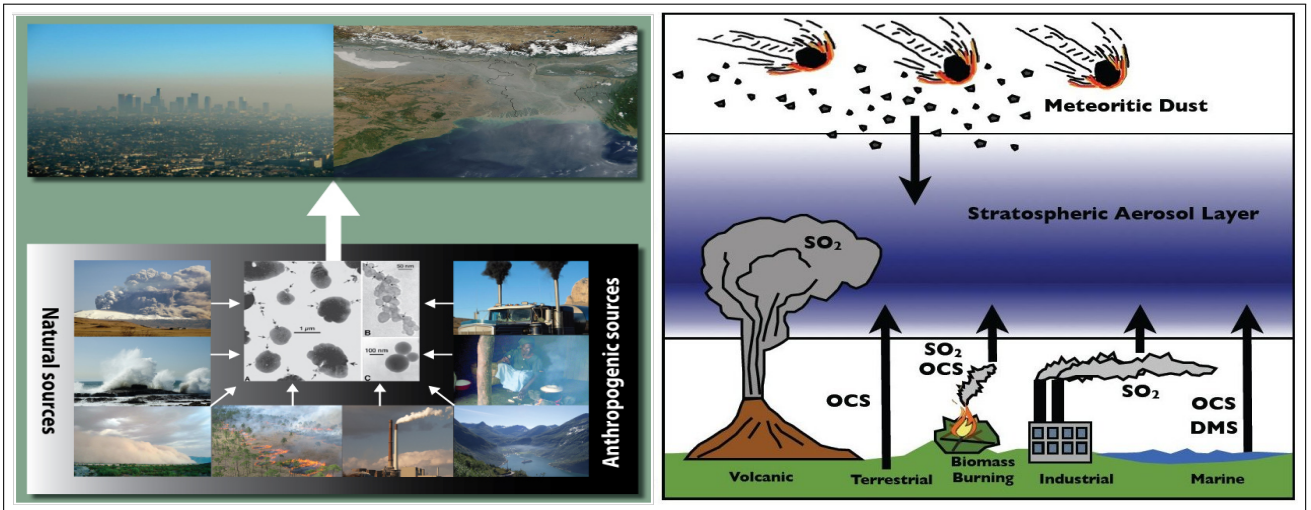 Natural sources
1 μm
A
50 nm
B
100 nm
C
Anthropogenic sources
Meteoritic Dust
Stratospheric Aerosol Layer
SO₂
OCS
SO₂
OCS
SO₂
OCS
DMS
Volcanic
Terrestrial
Biomass
Burning
Industrial
Marine